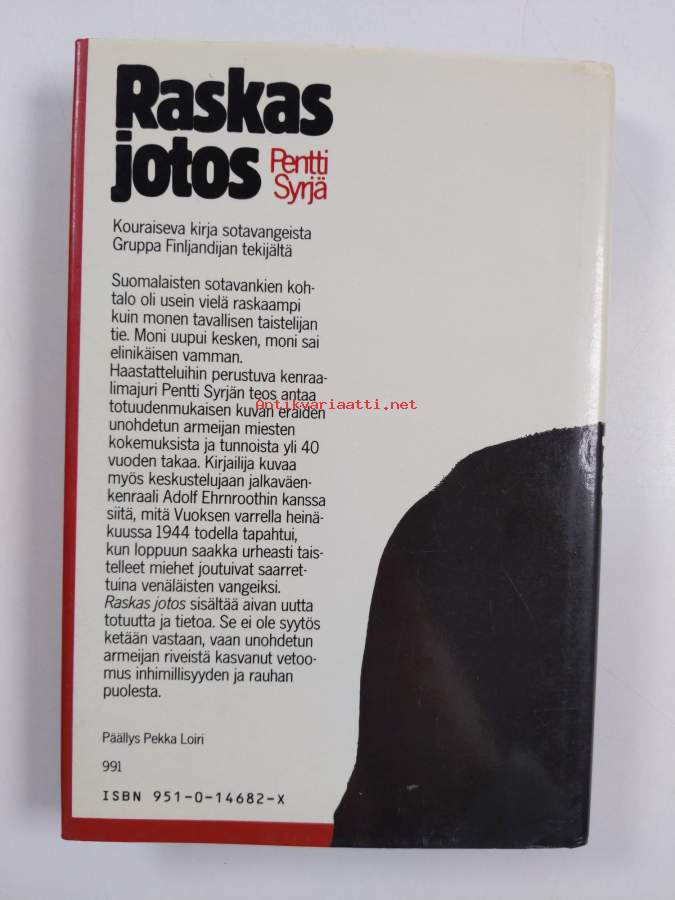 Raskas
jotos
Pentti
Syrjä
Kouraiseva kirja sotavangeista
Gruppa Finljandijan tekijältä
Suomalaisten sotavankien koh-
talo oli usein vielä raskaampi
kuin monen tavallisen taistelijan
tie. Moni uupui kesken, moni sai
elinikäisen vamman.
Haastatteluihin perustuva kenraa-
limajuri Pentti Syrjän teos antaa
Antikvariaatti.net
totuudenmukaisen kuvan eräiden
unohdetun armeijan miesten
kokemuksista ja tunnoista yli 40
vuoden takaa. Kirjailija kuvaa
myös keskustelujaan jalkaväen-
kenraali Adolf Ehrnroothin kanssa
siitä, mitä Vuoksen varrella heinä-
kuussa 1944 todella tapahtui,
kun loppuun saakka urheasti tais-
telleet miehet joutuivat saarret-
tuina venäläisten vangeiksi.
Raskas jotos sisältää aivan uutta
totuutta ja tietoa. Se ei ole syytös
ketään vastaan, vaan unohdetun
armeijan riveistä kasvanut vetoo-
mus inhimillisyyden ja rauhan
puolesta.
Päällys Pekka Loiri
991
ISBN 951-0-14682-X